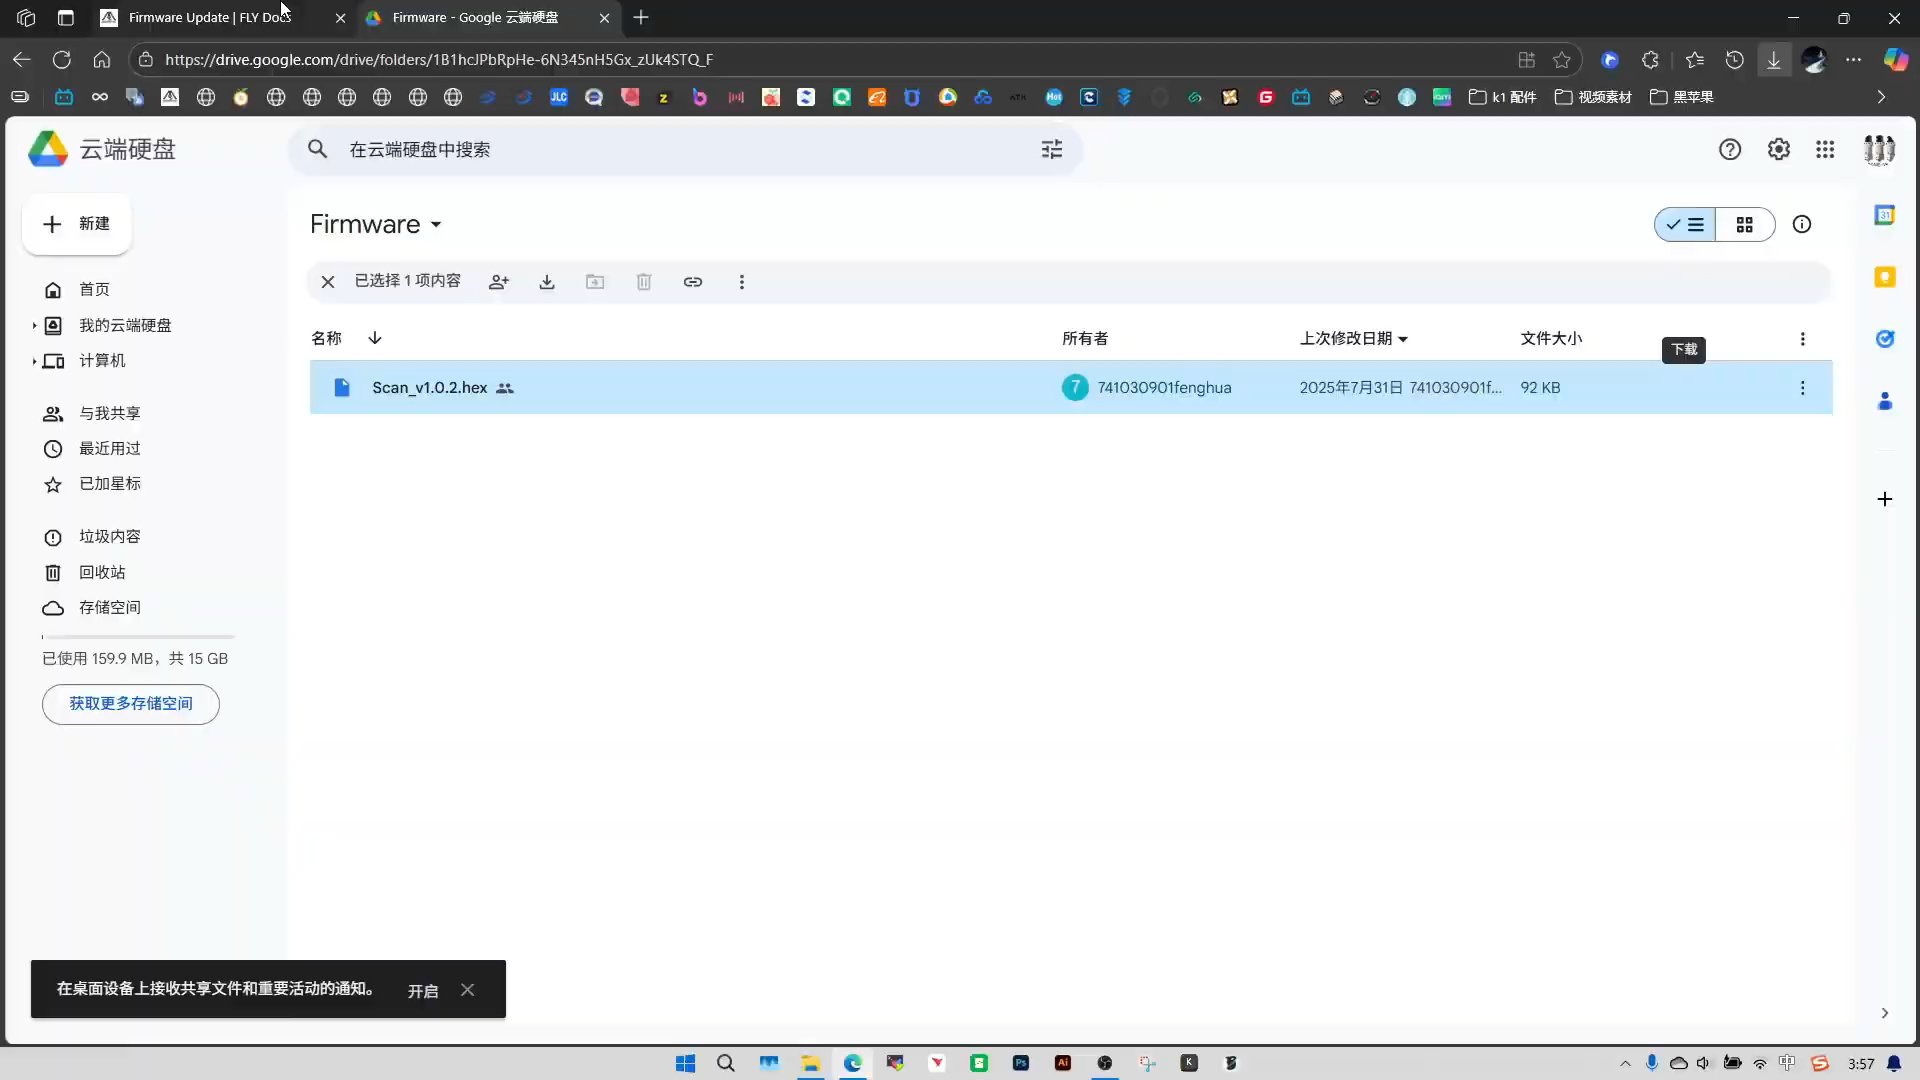 Firmware Update | FLY Docs
Firmware - Google 云端硬盘
https://drive.google.com/drive/folders/1B1hcJPbRpHe-6N345nH5Gx_zUk4STQ_F
k1 配件
视频素材
黑苹果
云端硬盘
在云端硬盘中搜索
新建
Firmware
已选择 1 项内容
首页
我的云端硬盘
计算机
与我共享
最近用过
已加星标
垃圾内容
回收站
存储空间
已使用 159.9 MB，共 15 GB
获取更多存储空间
名称
所有者
上次修改日期
文件大小
下载
Scan_v1.0.2.hex
7
741030901fenghua
2025年7月31日 741030901f...
92 KB
在桌面设备上接收共享文件和重要活动的通知。
开启
31
Ps
Ai
K
中
3:57